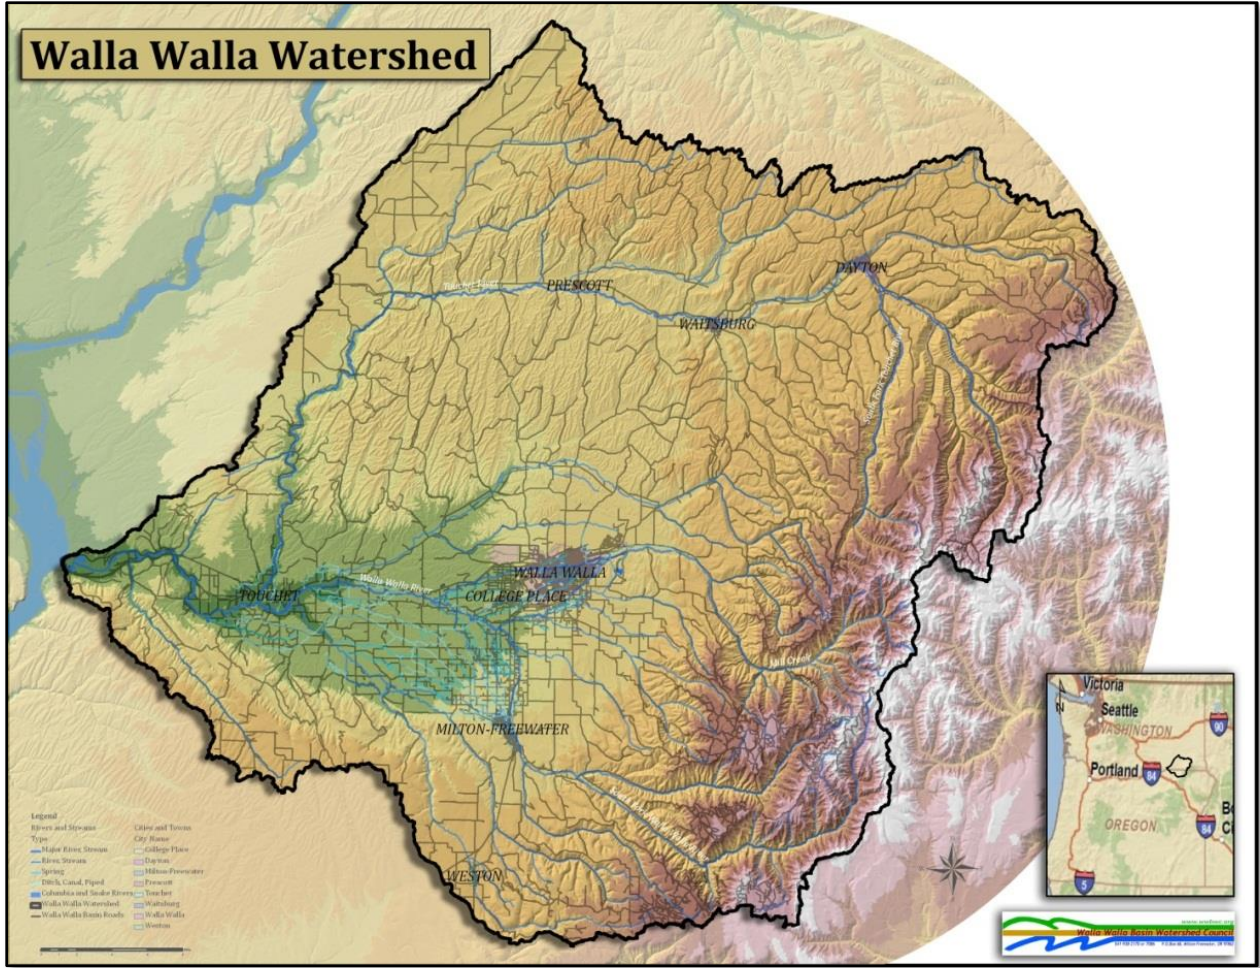 Walla Walla Watershed
DAYTON
Touchet River
PRESCOTT
WAITSBURG
WALLA WALLA
Walla Walla River
COLLEGE PLACE
TOUCHET
Mill Creek
MILTON-FREEWATER
WESTON
Legend
Rivers and Streams
Type
Major River, Stream
River, Stream
Spring
Ditch, Canal, Piped
Columbia and Snake Rivers
Walla Walla Watershed
Walla Walla Basin Roads
Cities and Towns
City Name
College Place
Dayton
Milton-Freewater
Prescott
Touchet
Waitsburg
Walla Walla
Weston
Victoria
N
Seattle
90
WASHINGTON
Portland
84
84
OREGON
5
www.wwbwc.org
Walla Walla Basin Watershed Council